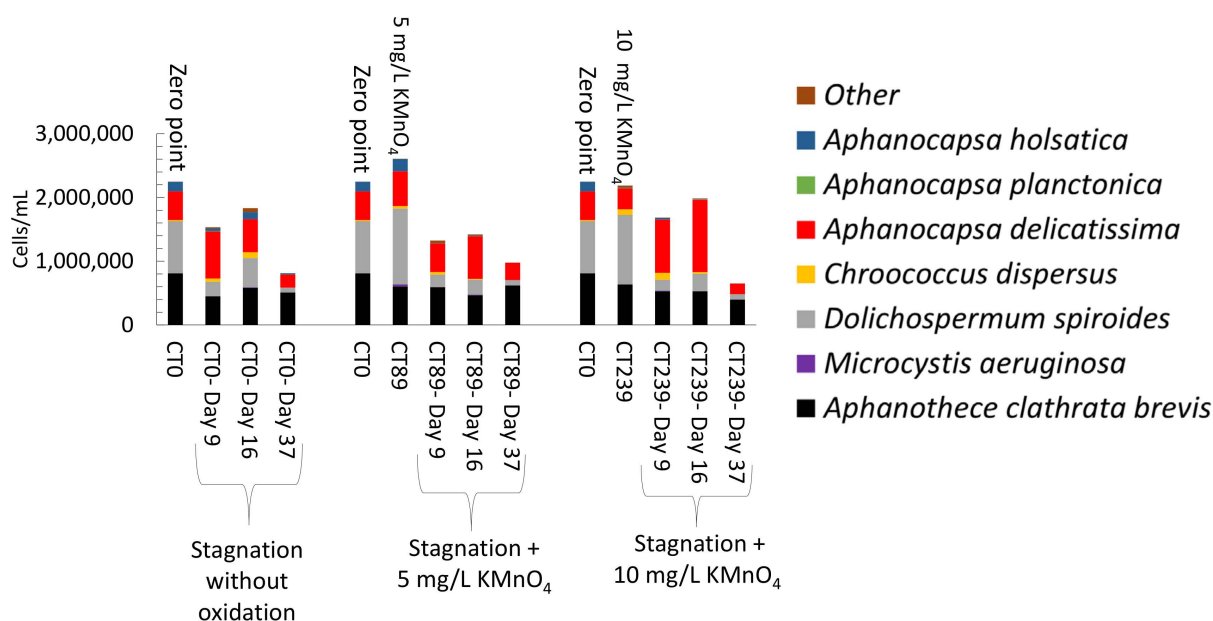 Zero point
Zero point
5 mg/L KMnO4
Zero point
10 mg/L KMnO4
Cells/mL
3,000,000
2,000,000
1,000,000
0
CT0
CT0- Day 9
CT0- Day 16
CT0- Day 37
CT0
CT89
CT89- Day 9
CT89- Day 16
CT89- Day 37
CT0
CT239
CT239- Day 9
CT239- Day 16
CT239- Day 37
Stagnation
without
oxidation
Stagnation +
5 mg/L KMnO4
Stagnation +
10 mg/L KMnO4
Other
Aphanocapsa holsatica
Aphanocapsa planctonica
Aphanocapsa delicatissima
Chroococcus dispersus
Dolichospermum spiroides
Microcystis aeruginosa
Aphanothece clathrata brevis